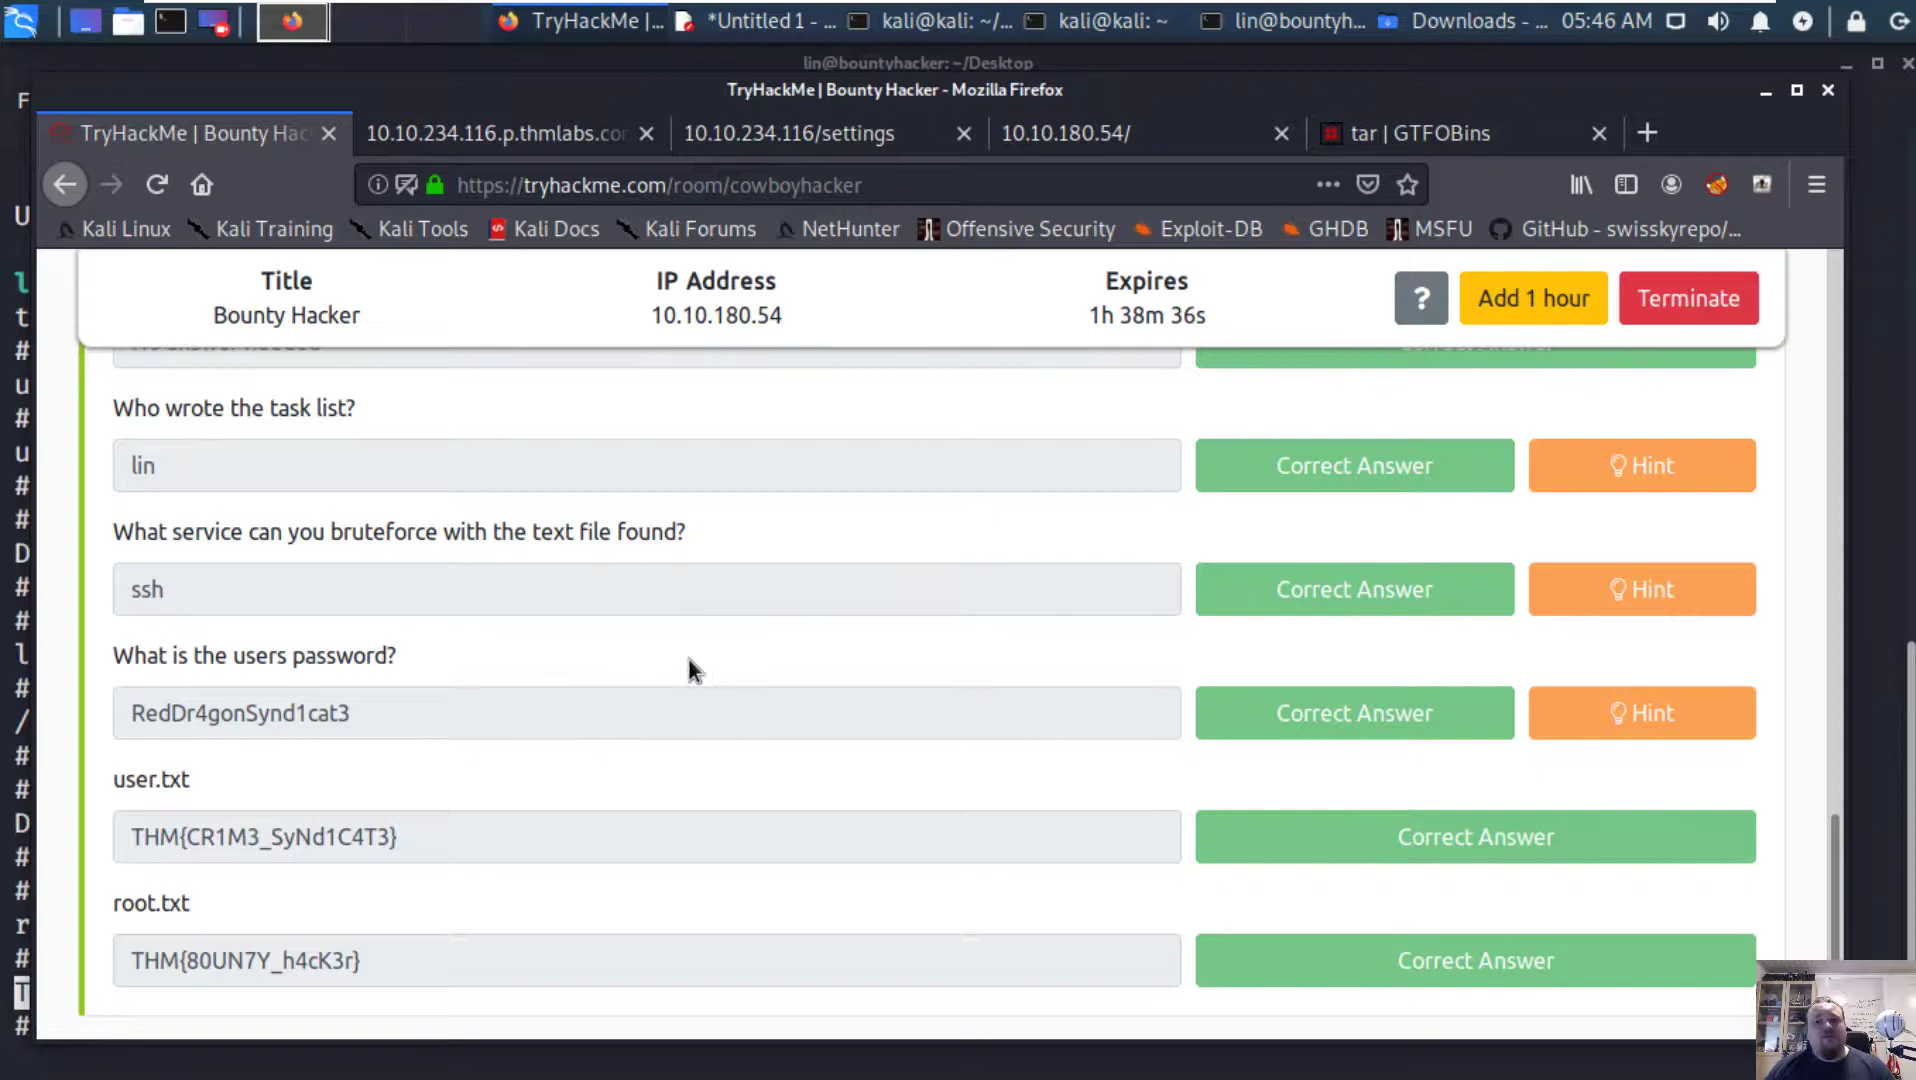 TryHackMe |...
*Untitled 1 - ...
kali@kali: ~/...
kali@kali: ~
lin@bountyh...
Downloads - ...
05:46 AM
lin@bountyhacker: ~/Desktop
TryHackMe | Bounty Hacker - Mozilla Firefox
TryHackMe | Bounty Hac
10.10.234.116.p.thmlabs.co
10.10.234.116/settings
10.10.180.54/
tar | GTFOBins
https://tryhackme.com/room/cowboyhacker
Kali Linux
Kali Training
Kali Tools
Kali Docs
Kali Forums
NetHunter
Offensive Security
Exploit-DB
GHDB
MSFU
GitHub - swisskyrepo/...
Title
Bounty Hacker
IP Address
10.10.180.54
Expires
1h 38m 36s
?
Add 1 hour
Terminate
Who wrote the task list?
lin
Correct Answer
Hint
What service can you bruteforce with the text file found?
ssh
Correct Answer
Hint
What is the users password?
RedDr4gonSynd1cat3
Correct Answer
Hint
user.txt
THM{CR1M3_SyNd1C4T3}
Correct Answer
root.txt
THM{80UN7Y_h4cK3r}
Correct Answer
F
U
l
t
#
u
#
u
#
#
D
#
#
l
#
/
#
#
D
#
#
r
#
T
#